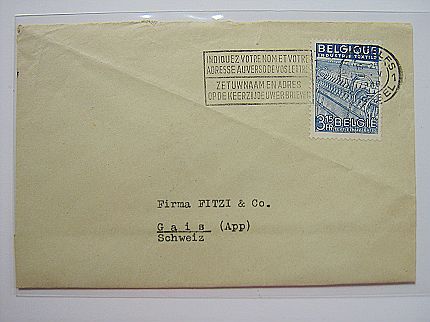 INDIQUEZ VOTRE NOM ET VOTRE
ADRESSE AU VERSO DE VOS LETTRES
ZET UW NAAM EN ADRES
OP DE KEERZIJDE UWER BRIEVEN
BELGIQUE
INDUSTRIE TEXTILE
3F15 BELGIE
Firma FITZI & Co.
Gais (App)
Schweiz